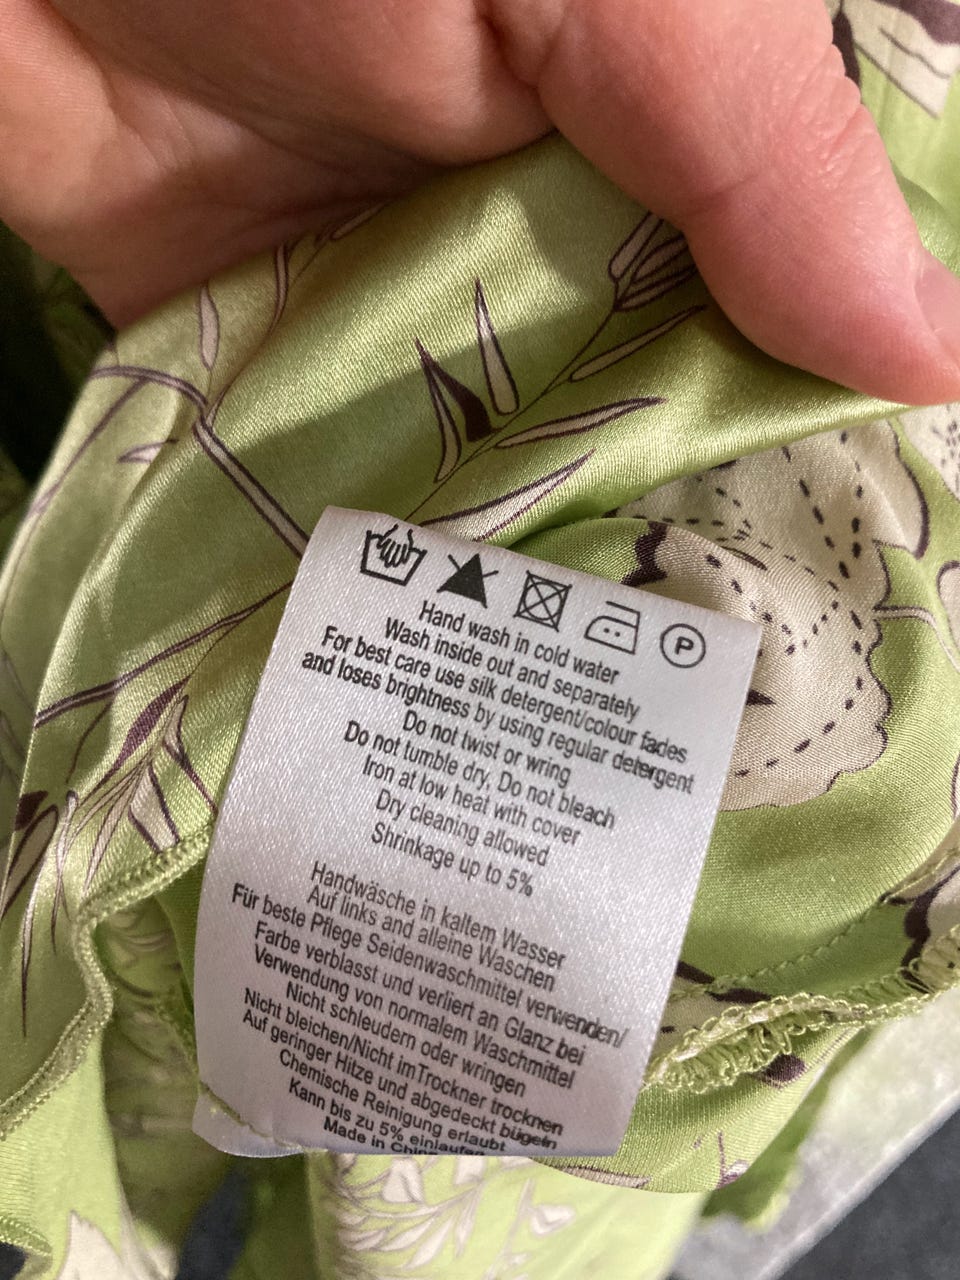 P
Hand wash in cold water
Wash inside out and separately
For best care use silk detergent/colour fades
and loses brightness by using regular detergent
Do not twist or wring
Do not tumble dry, Do not bleach
Iron at low heat with cover
Dry cleaning allowed
Shrinkage up to 5%
Handwäsche in kaltem Wasser
Auf links and alleine Waschen
Für beste Pflege Seidenwaschmittel verwenden/
Farbe verblasst und verliert an Glanz bei
Verwendung von normalem Waschmittel
Nicht schleudern oder wringen
Nicht bleichen/Nicht imTrockner trocknen
Auf geringer Hitze und abgedeckt bügeln
Chemische Reinigung erlaubt
Kann bis zu 5% einlaufen
Made in China